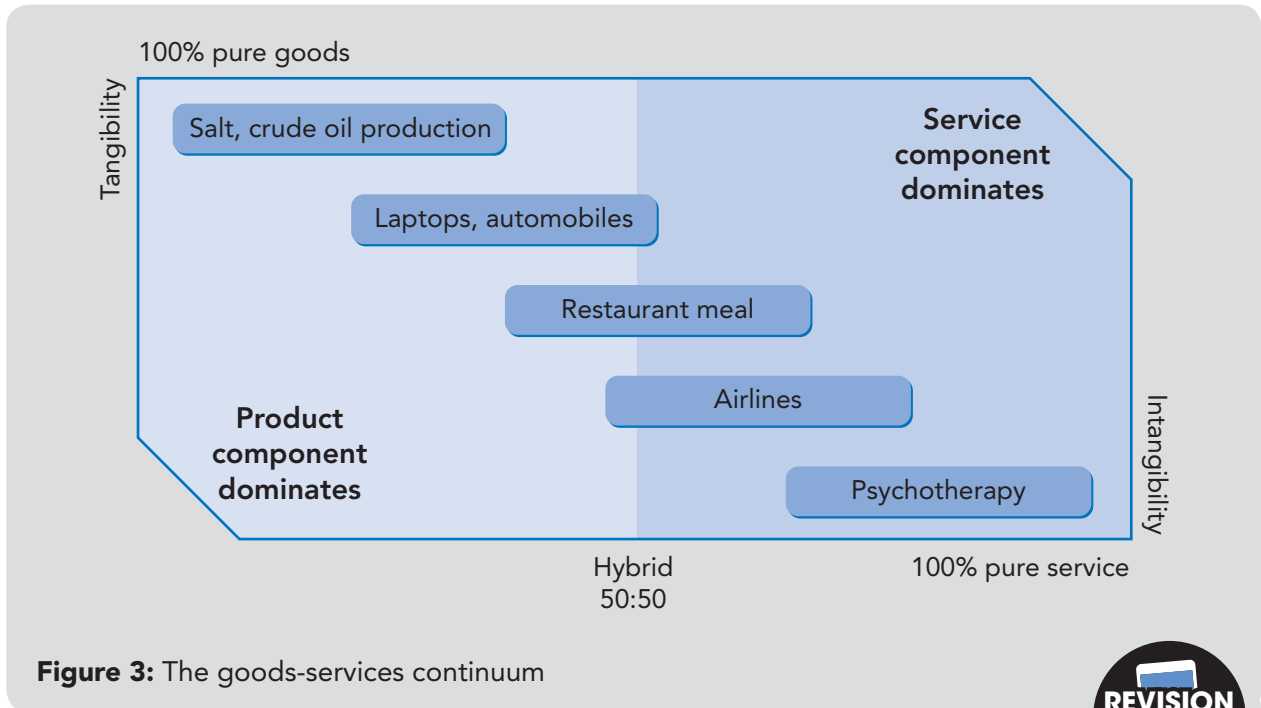 100% pure goods
Tangibility
Salt, crude oil production
Service
component
dominates
Laptops, automobiles
Restaurant meal
Airlines
Product
component
dominates
Intangibility
Psychotherapy
Hybrid
50:50
100% pure service
Figure 3: The goods-services continuum
REVISION